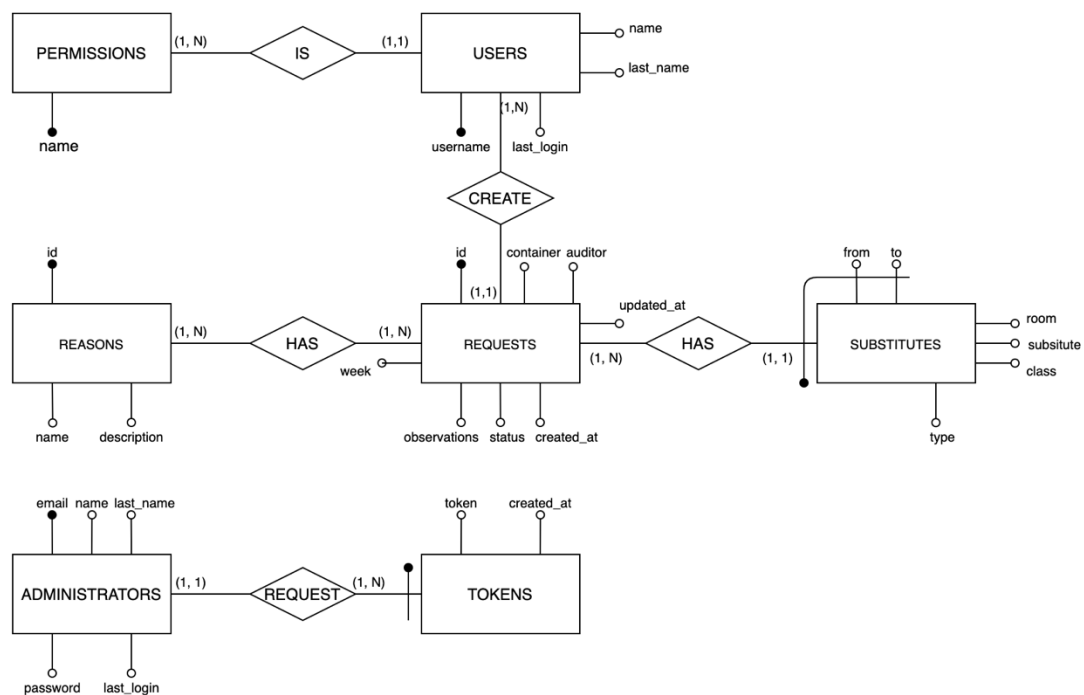 PERMISSIONS
(1, N)
IS
(1,1)
USERS
name
last_name
name
username
(1,N)
last_login
CREATE
id
id
container
auditor
from
to
(1,1)
updated_at
REASONS
(1, N)
HAS
(1, N)
REQUESTS
(1, N)
HAS
(1, 1)
SUBSTITUTES
room
subsitute
class
week
name
description
observations
status
created_at
type
email
name
last_name
token
created_at
ADMINISTRATORS
(1, 1)
REQUEST
(1, N)
TOKENS
password
last_login